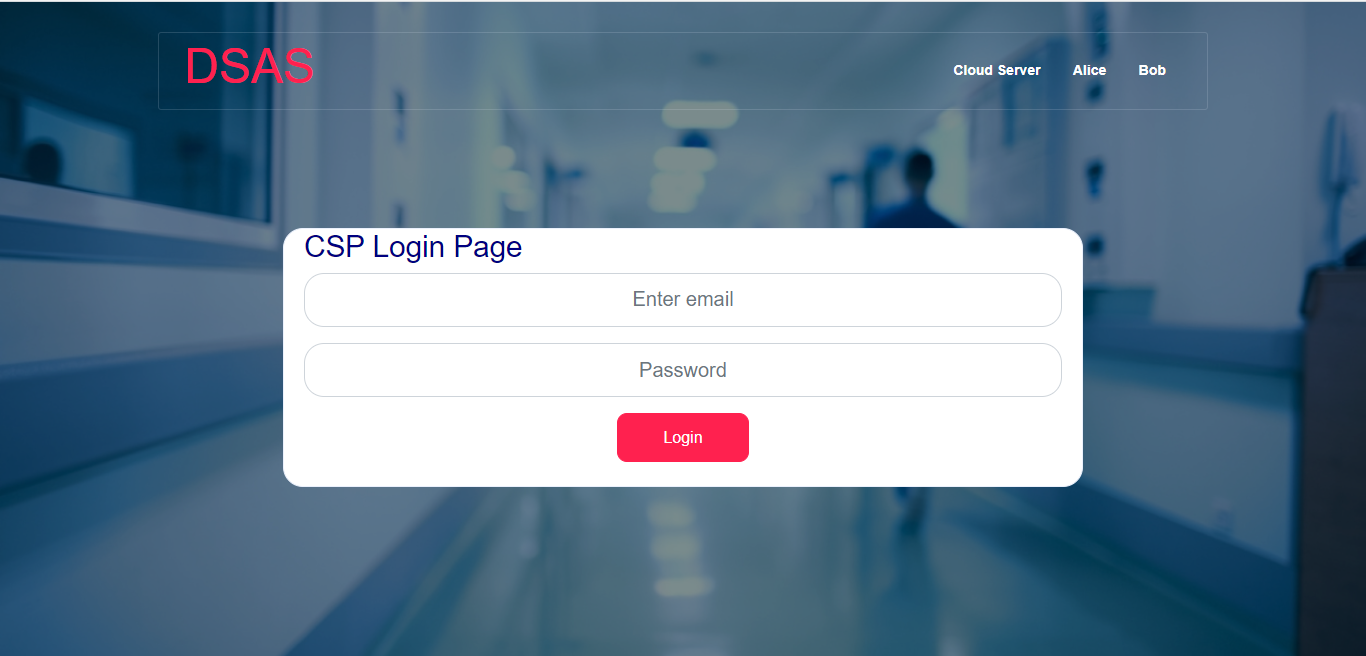 DSAS
Cloud Server Alice Bob
CSP Login Page
Enter email
Password
Login